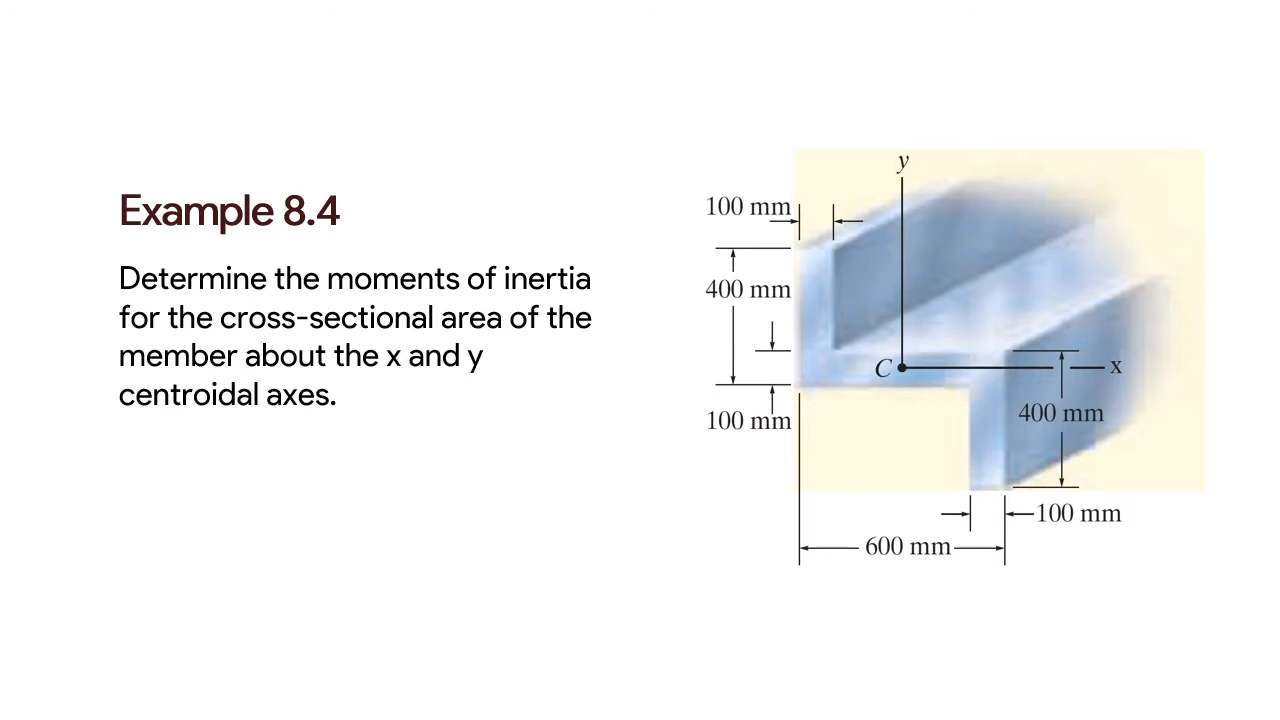 Example 8.4
Determine the moments of inertia
for the cross-sectional area of the
member about the x and y
centroidal axes.
y
100 mm
400 mm
C
x
100 mm
400 mm
100 mm
600 mm